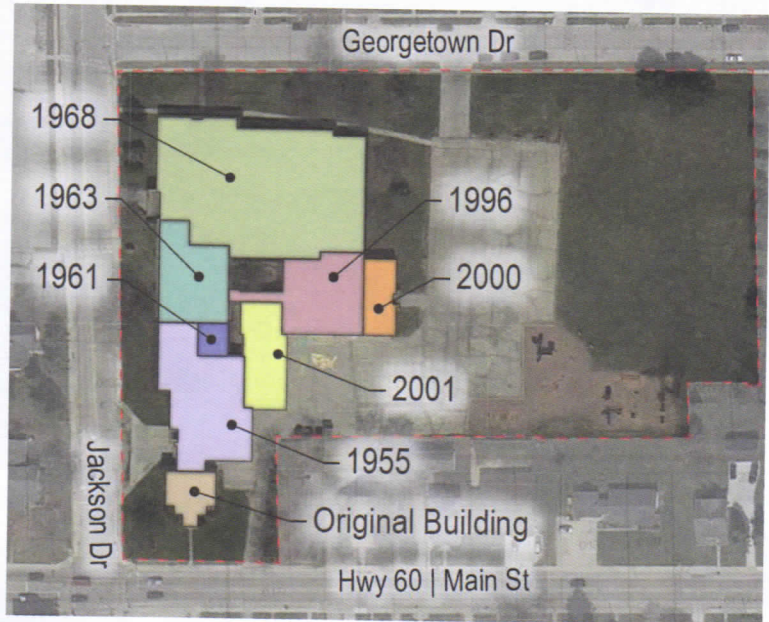 Georgetown Dr
1968
1963
1996
1961
2000
2001
Jackson Dr
1955
Original Building
Hwy 60 | Main St